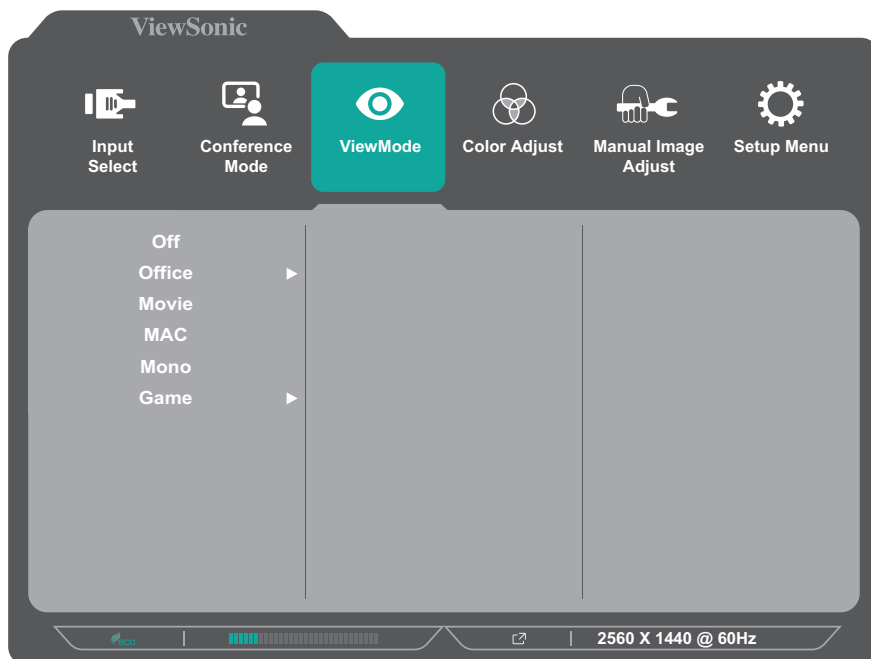 ViewSonic
Input
Select
Conference
Mode
ViewMode
Color Adjust
Manual Image
Adjust
Setup Menu
Off
Office
Movie
MAC
Mono
Game
eco
2560 X 1440 @ 60Hz